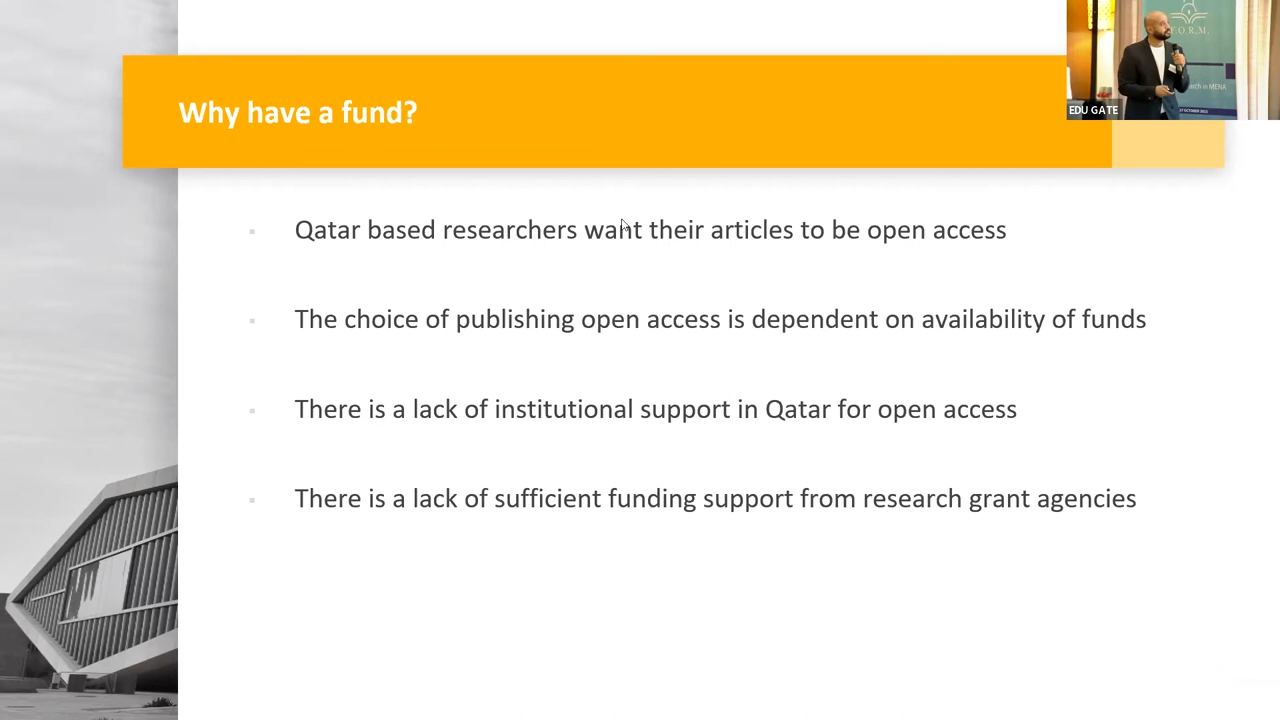 Why have a fund?
EDU GATE
Qatar based researchers want their articles to be open access
The choice of publishing open access is dependent on availability of funds
There is a lack of institutional support in Qatar for open access
There is a lack of sufficient funding support from research grant agencies